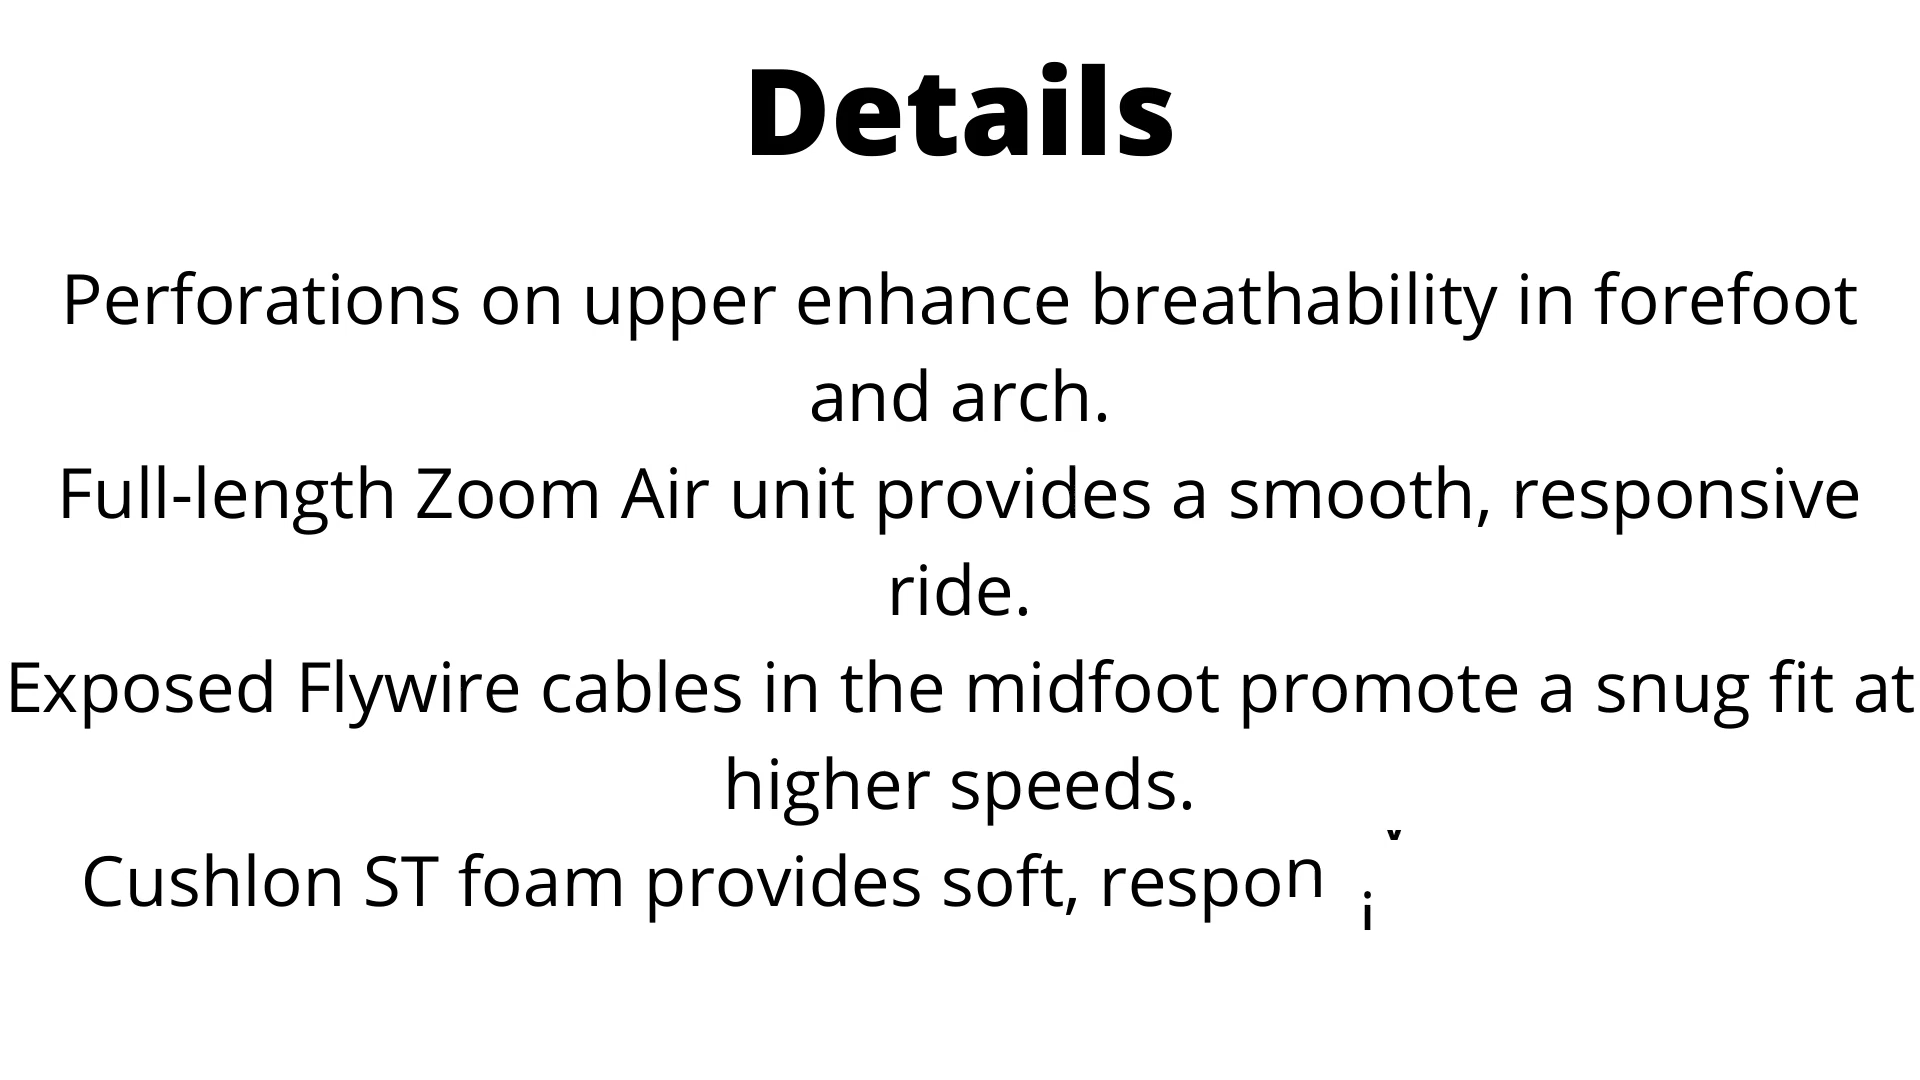 Details
Perforations on upper enhance breathability in forefoot
and arch.
Full-length Zoom Air unit provides a smooth, responsive
ride.
Exposed Flywire cables in the midfoot promote a snug fit at
higher speeds.
Cushlon ST foam provides soft, respon i v